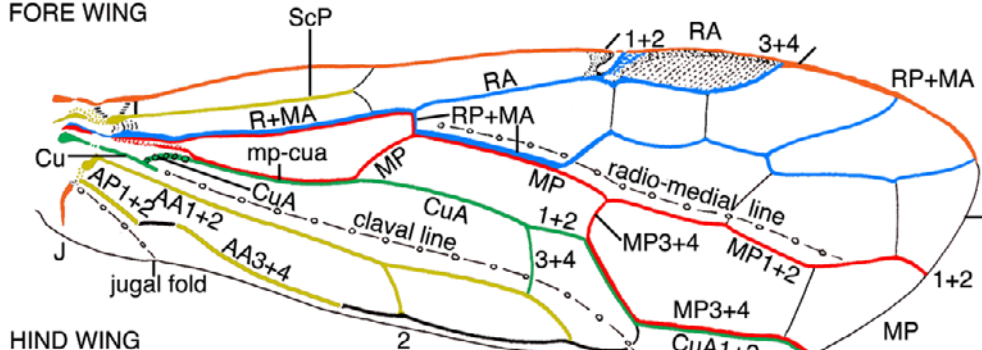 FORE WING
ScP
1+2
RA
3+4
RA
RP+MA
R+MA
RP+MA
Cu
mp-cua
MP
MP
radio-medial line
CuA
CuA
1+2
AP1+2
AA1+2
claval line
MP3+4
MP1+2
3+4
AA3+4
J
jugal fold
1+2
MP3+4
MP
CuA1+2
HIND WING
2